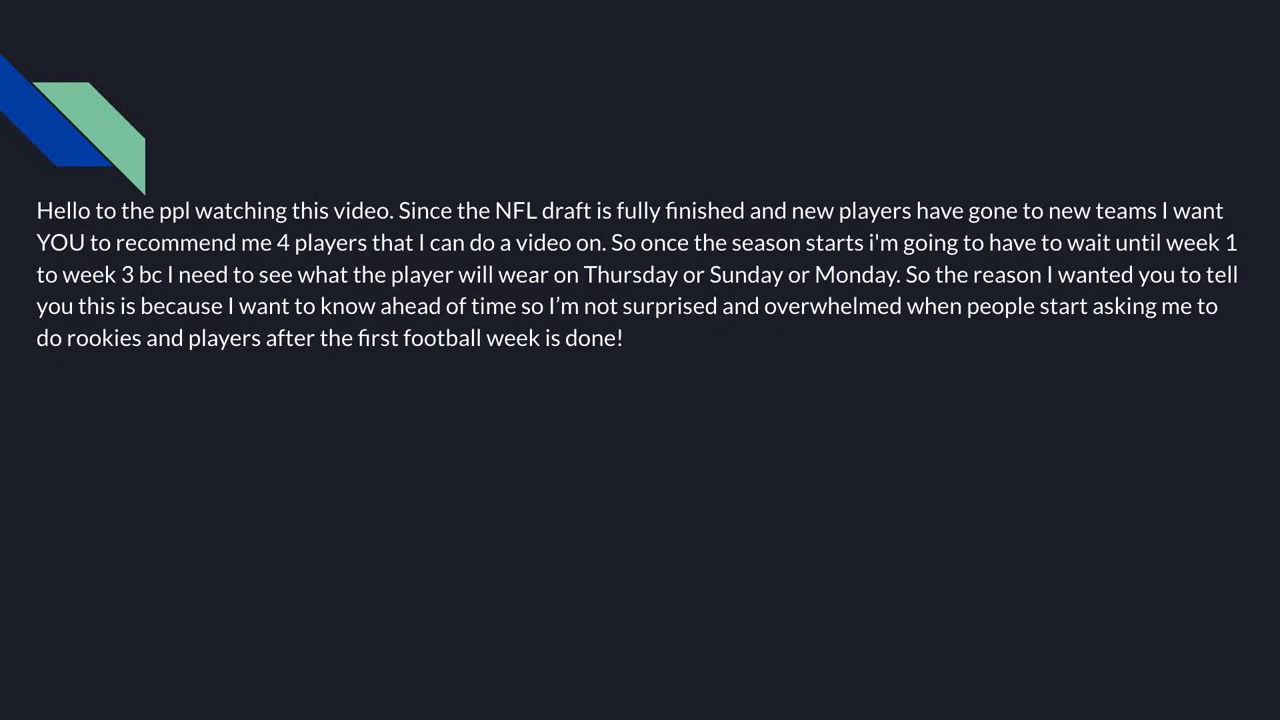 Hello to the ppl watching this video. Since the NFL draft is fully finished and new players have gone to new teams I want
YOU to recommend me 4 players that I can do a video on. So once the season starts i'm going to have to wait until week 1
to week 3 bc I need to see what the player will wear on Thursday or Sunday or Monday. So the reason I wanted you to tell
you this is because I want to know ahead of time so I’m not surprised and overwhelmed when people start asking me to
do rookies and players after the first football week is done!